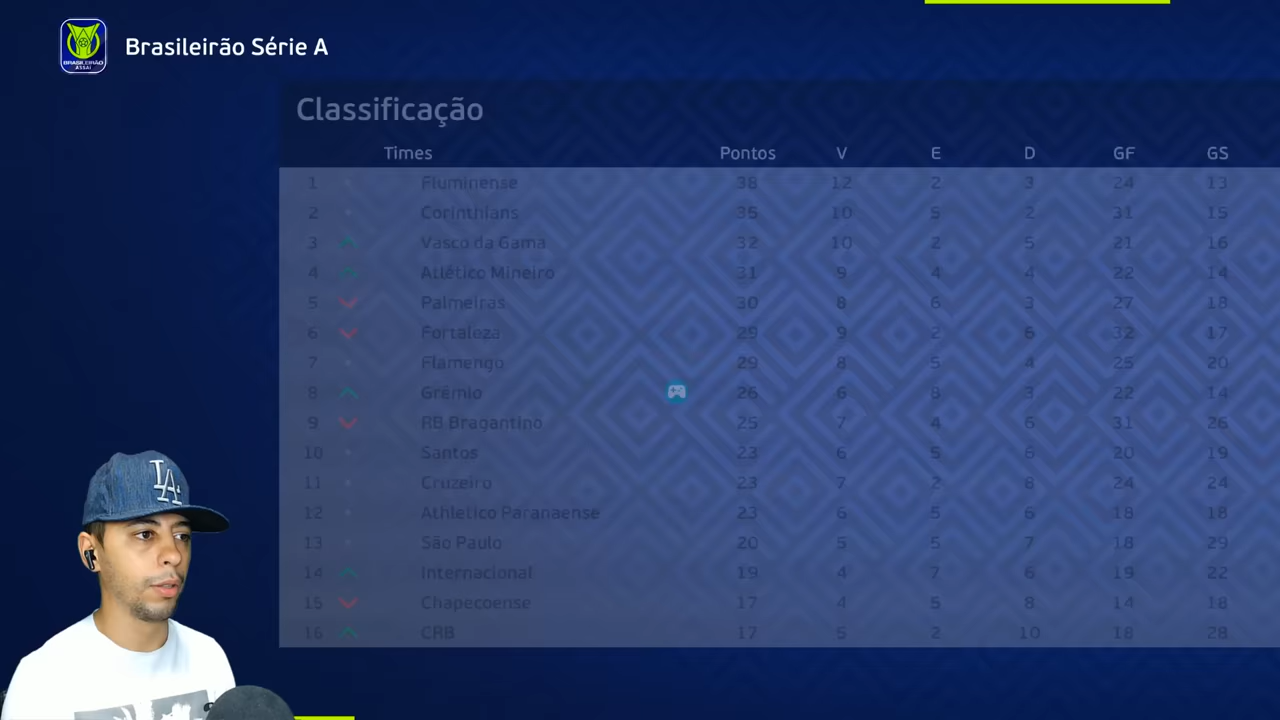 Brasileirão Série A
BRASILEIRÃO
ASSAÍ
Classificação
Times Pontos V E D GF GS
1 Fluminense 38 12 2 3 24 13
2 Corinthians 35 10 5 2 31 15
3 Vasco da Gama 32 10 2 5 21 16
4 Atlético Mineiro 31 9 4 4 22 14
5 Palmeiras 30 8 6 3 27 18
6 Fortaleza 29 9 2 6 32 17
7 Flamengo 29 8 5 4 25 20
8 Grêmio 26 6 8 3 22 14
9 RB Bragantino 25 7 4 6 31 26
10 Santos 23 6 5 6 20 19
11 Cruzeiro 23 7 2 8 24 24
12 Athletico Paranaense 23 6 5 6 18 18
13 São Paulo 20 5 5 7 18 29
14 Internacional 19 4 7 6 19 22
15 Chapecoense 17 4 5 8 14 18
16 CRB 17 5 2 10 18 28
LA